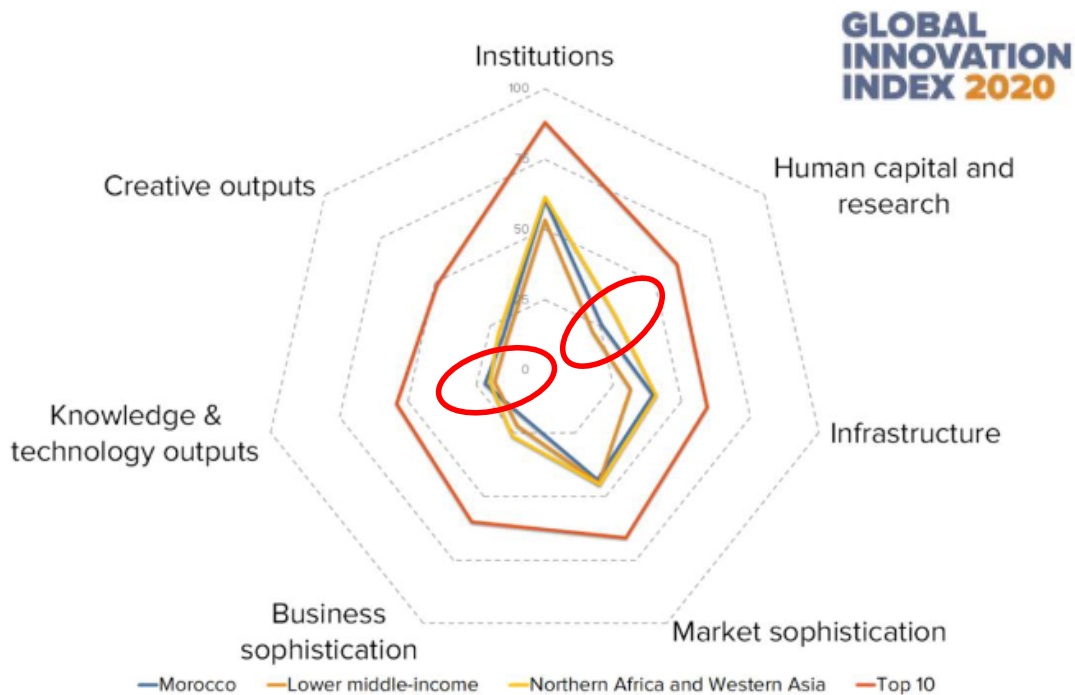 GLOBAL
INNOVATION
INDEX 2020
Institutions
100
Creative outputs
Human capital and
research
75
50
25
0
Knowledge &
technology outputs
Infrastructure
Business
sophistication
Market sophistication
Morocco
Lower middle-income
Northern Africa and Western Asia
Top 10